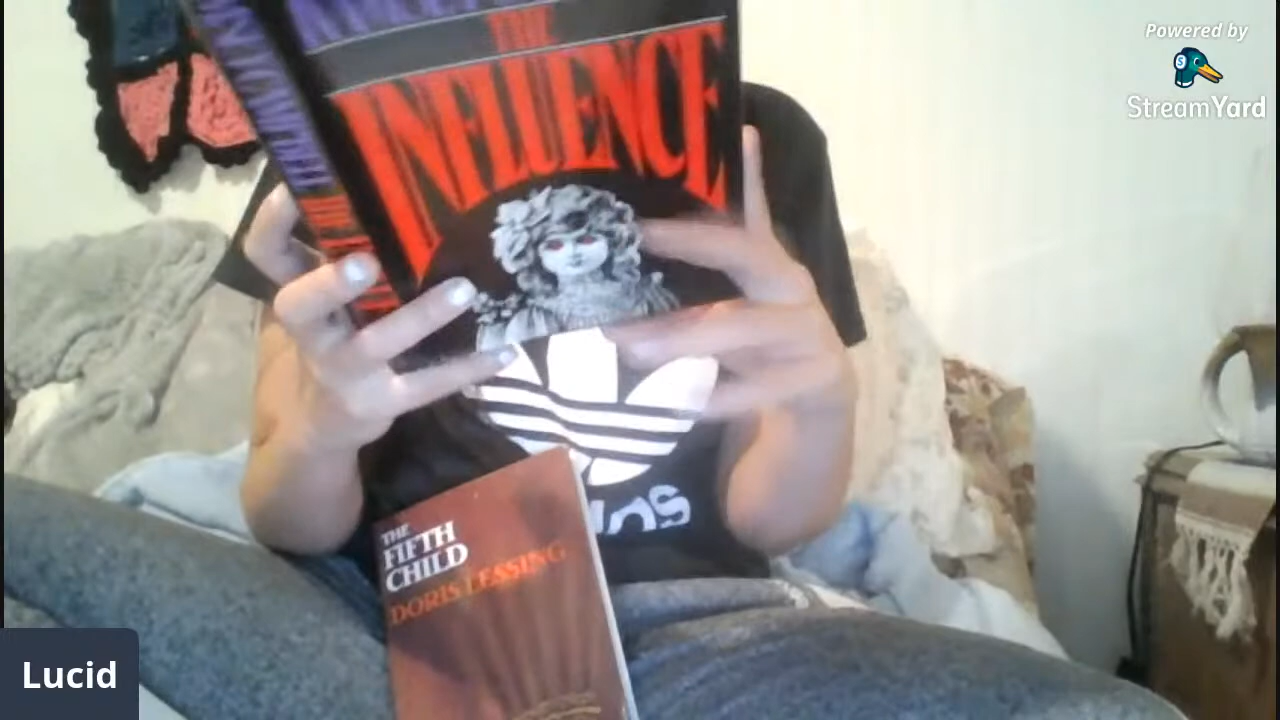 Powered by
StreamYard
THE
INFLUENCE
THE
FIFTH
CHILD
DORIS LESSING
Lucid